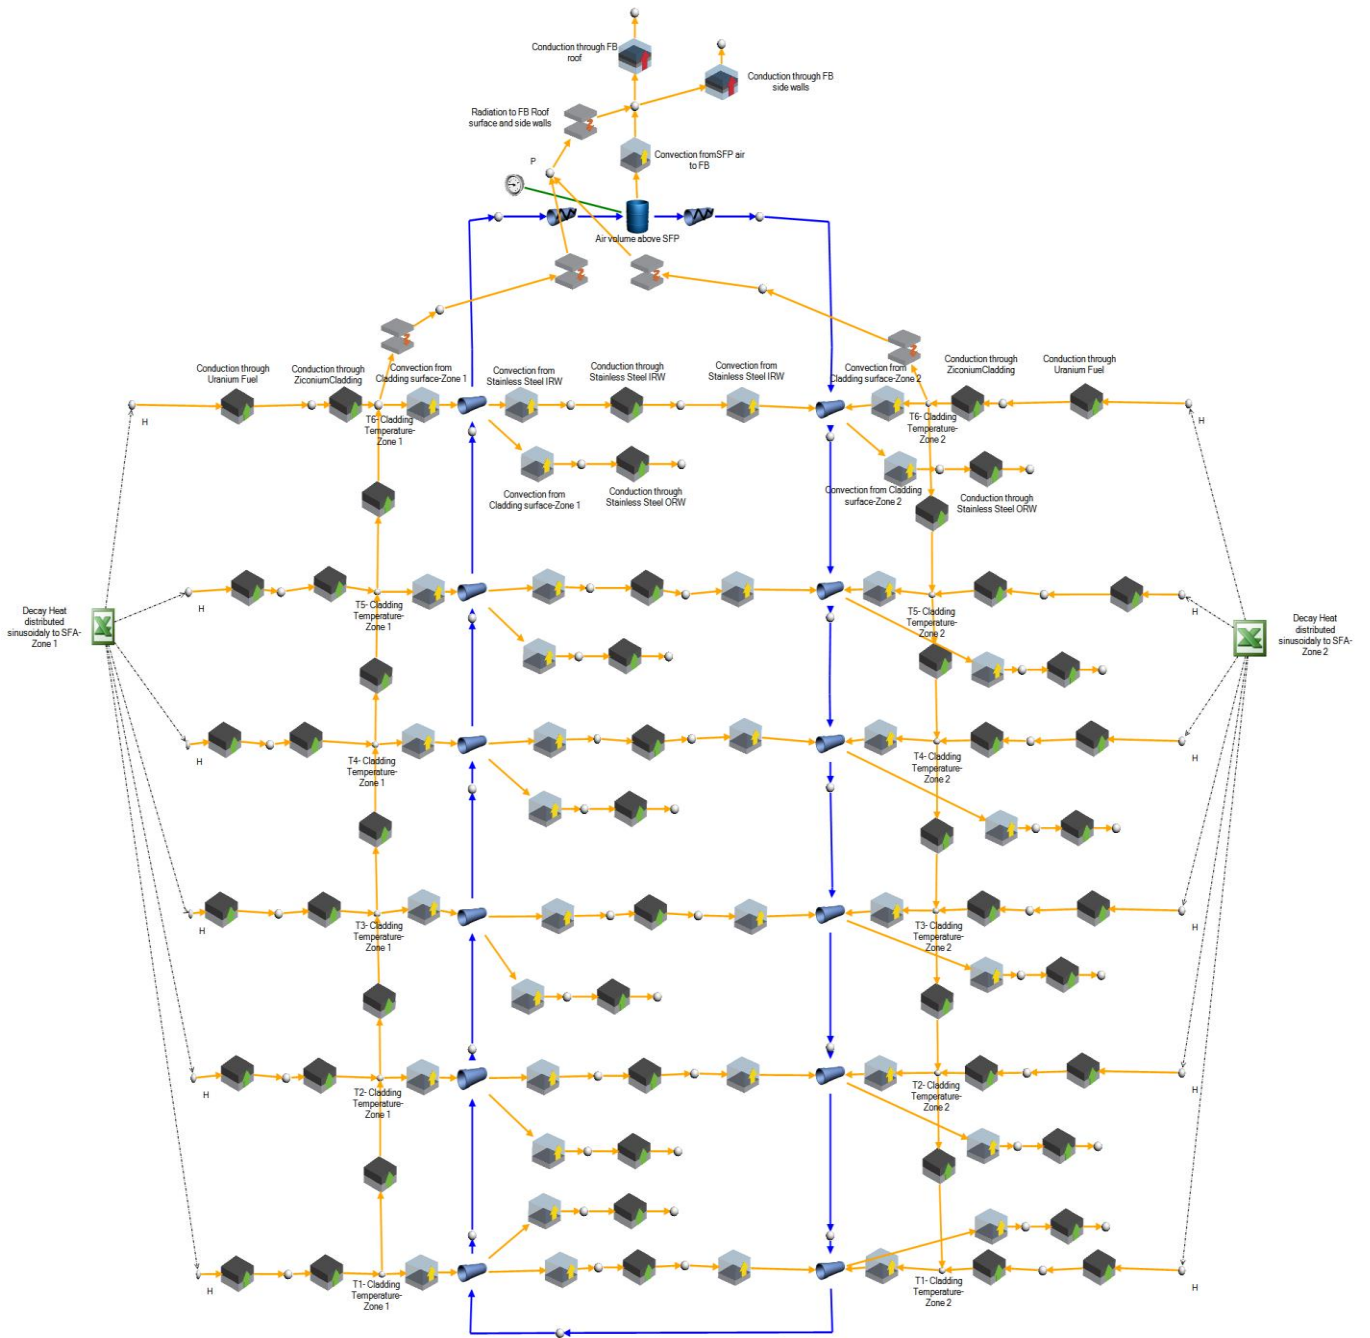 Conduction through FB
roof
Conduction through FB
side walls
Radiation to FB Roof
surface and side walls
Convection fromSFP air
to FB
P
Air volume above SFP
Conduction through
Uranium Fuel
Conduction through
ZiconiumCladding
Convection from
Cladding surface-Zone 1
Convection from
Stainless Steel IRW
Conduction through
Stainless Steel IRW
Convection from
Stainless Steel IRW
Convection from
Cladding surface-Zone 2
Conduction through
ZiconiumCladding
Conduction through
Uranium Fuel
H
T6- Cladding
Temperature-
Zone 1
T6- Cladding
Temperature-
Zone 2
H
Convection from
Cladding surface-Zone 1
Conduction through
Stainless Steel ORW
Convection from Cladding
surface-Zone 2
Conduction through
Stainless Steel ORW
Decay Heat
distributed
sinusoidaly to SFA-
Zone 1
H
T5- Cladding
Temperature-
Zone 1
T5- Cladding
Temperature-
Zone 2
H
Decay Heat
distributed
sinusoidaly to SFA-
Zone 2
H
T4- Cladding
Temperature-
Zone 1
T4- Cladding
Temperature-
Zone 2
H
H
T3- Cladding
Temperature-
Zone 1
T3- Cladding
Temperature-
Zone 2
H
H
T2- Cladding
Temperature-
Zone 1
T2- Cladding
Temperature-
Zone 2
H
H
T1- Cladding
Temperature-
Zone 1
T1- Cladding
Temperature-
Zone 2
H